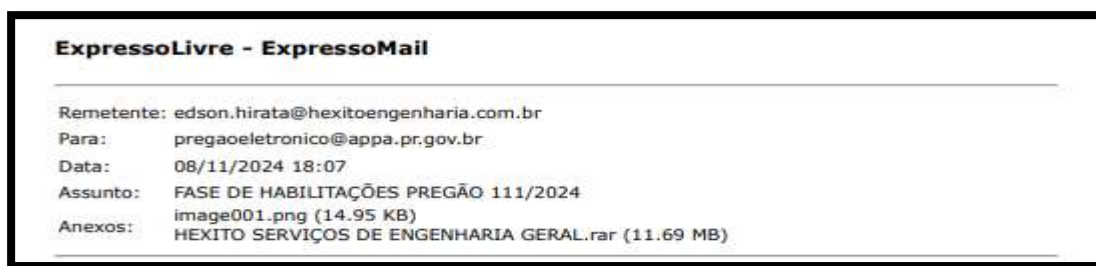 ExpressoLivre - ExpressoMail
Remetente: edson.hirata@hexitoengenharia.com.br
Para: pregaoeletronico@appa.pr.gov.br
Data: 08/11/2024 18:07
Assunto: FASE DE HABILITAÇÕES PREGÃO 111/2024
Anexos: image001.png (14.95 KB)
HEXITO SERVIÇOS DE ENGENHARIA GERAL.rar (11.69 MB)